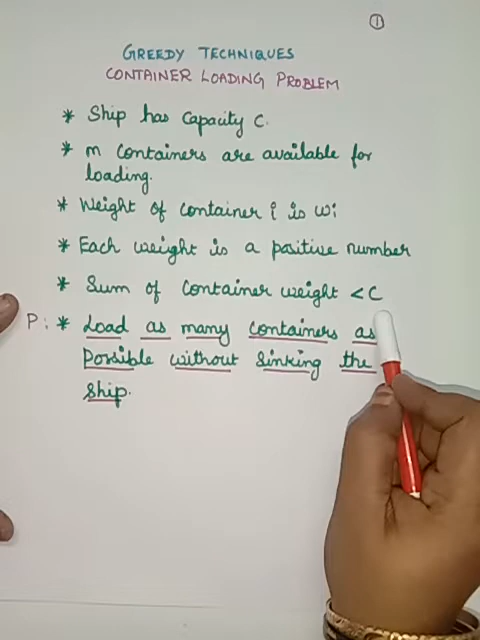 1
GREEDY TECHNIQUES
CONTAINER LOADING PROBLEM
* Ship has capacity C.
* m containers are available for
loading.
* Weight of container i is wi
* Each weight is a positive number
* Sum of container weight < C
P: * Load as many containers as
possible without sinking the
ship.